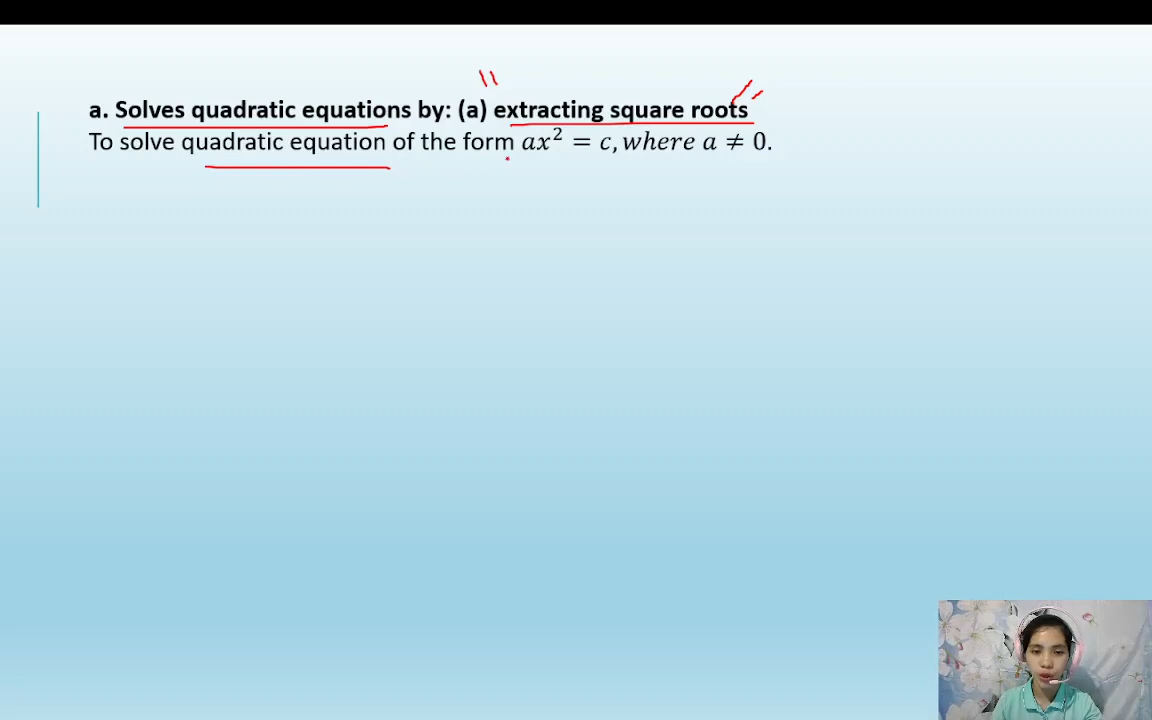 a. Solves quadratic equations by: (a) extracting square roots
To solve quadratic equation of the form ax² = c, where a ≠ 0.